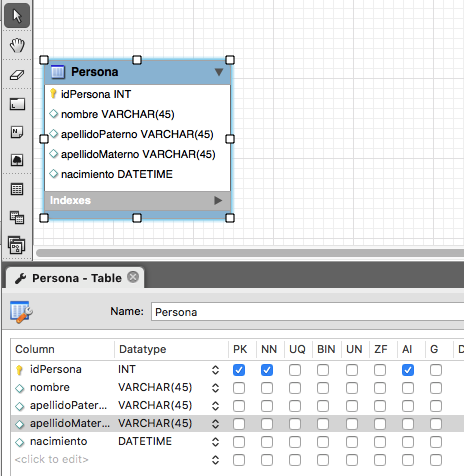 Persona
idPersona INT
nombre VARCHAR(45)
apellidoPaterno VARCHAR(45)
apellidoMaterno VARCHAR(45)
nacimiento DATETIME
Indexes
Persona - Table
Name: Persona
Column Datatype PK NN UQ BIN UN ZF AI G D
idPersona INT
nombre VARCHAR(45)
apellidoPater... VARCHAR(45)
apellidoMater... VARCHAR(45)
nacimiento DATETIME
<click to edit>